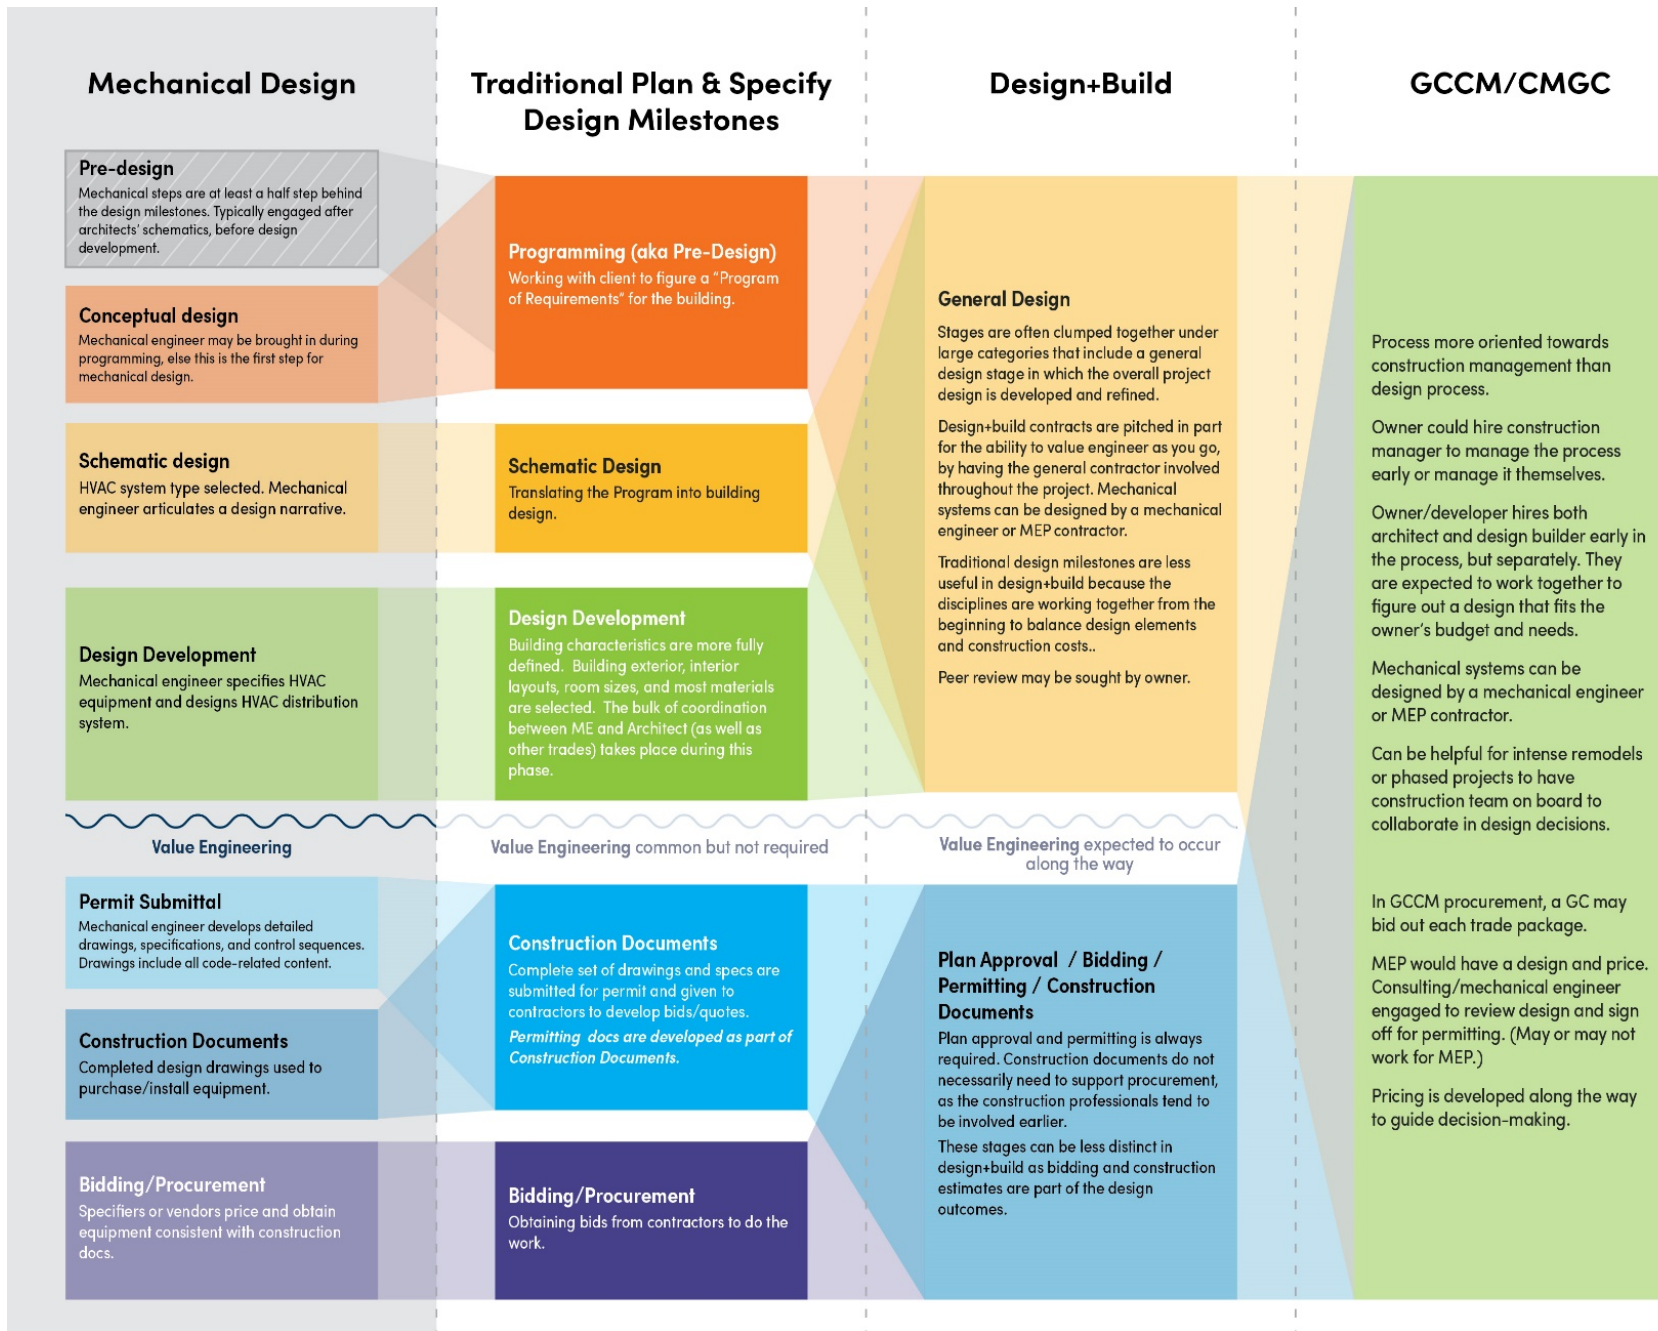 Mechanical Design
Pre-design
Mechanical steps are at least a half step behind
the design milestones. Typically engaged after
architects' schematics, before design
development.
Conceptual design
Mechanical engineer may be brought in during
programming, else this is the first step for
mechanical design.
Schematic design
HVAC system type selected. Mechanical
engineer articulates a design narrative.
Design Development
Mechanical engineer specifies HVAC
equipment and designs HVAC distribution
system.
Value Engineering
Permit Submittal
Mechanical engineer develops detailed
drawings, specifications, and control sequences.
Drawings include all code-related content.
Construction Documents
Completed design drawings used to
purchase/install equipment.
Bidding/Procurement
Specifiers or vendors price and obtain
equipment consistent with construction
docs.
Traditional Plan & Specify
Design Milestones
Programming (aka Pre-Design)
Working with client to figure a "Program
of Requirements" for the building.
Schematic Design
Translating the Program into building
design.
Design Development
Building characteristics are more fully
defined. Building exterior, interior
layouts, room sizes, and most materials
are selected. The bulk of coordination
between ME and Architect (as well as
other trades) takes place during this
phase.
Value Engineering common but not required
Construction Documents
Complete set of drawings and specs are
submitted for permit and given to
contractors to develop bids/quotes.
Permitting docs are developed as part of
Construction Documents.
Bidding/Procurement
Obtaining bids from contractors to do the
work.
Design+Build
General Design
Stages are often clumped together under
large categories that include a general
design stage in which the overall project
design is developed and refined.
Design+build contracts are pitched in part
for the ability to value engineer as you go,
by having the general contractor involved
throughout the project. Mechanical
systems can be designed by a mechanical
engineer or MEP contractor.
Traditional design milestones are less
useful in design+build because the
disciplines are working together from the
beginning to balance design elements
and construction costs..
Peer review may be sought by owner.
Value Engineering expected to occur
along the way
Plan Approval / Bidding /
Permitting / Construction
Documents
Plan approval and permitting is always
required. Construction documents do not
necessarily need to support procurement,
as the construction professionals tend to
be involved earlier.
These stages can be less distinct in
design+build as bidding and construction
estimates are part of the design
outcomes.
GCCM/CMGC
Process more oriented towards
construction management than
design process.
Owner could hire construction
manager to manage the process
early or manage it themselves.
Owner/developer hires both
architect and design builder early in
the process, but separately. They
are expected to work together to
figure out a design that fits the
owner's budget and needs.
Mechanical systems can be
designed by a mechanical engineer
or MEP contractor.
Can be helpful for intense remodels
or phased projects to have
construction team on board to
collaborate in design decisions.
In GCCM procurement, a GC may
bid out each trade package.
MEP would have a design and price.
Consulting/mechanical engineer
engaged to review design and sign
off for permitting. (May or may not
work for MEP.)
Pricing is developed along the way
to guide decision-making.